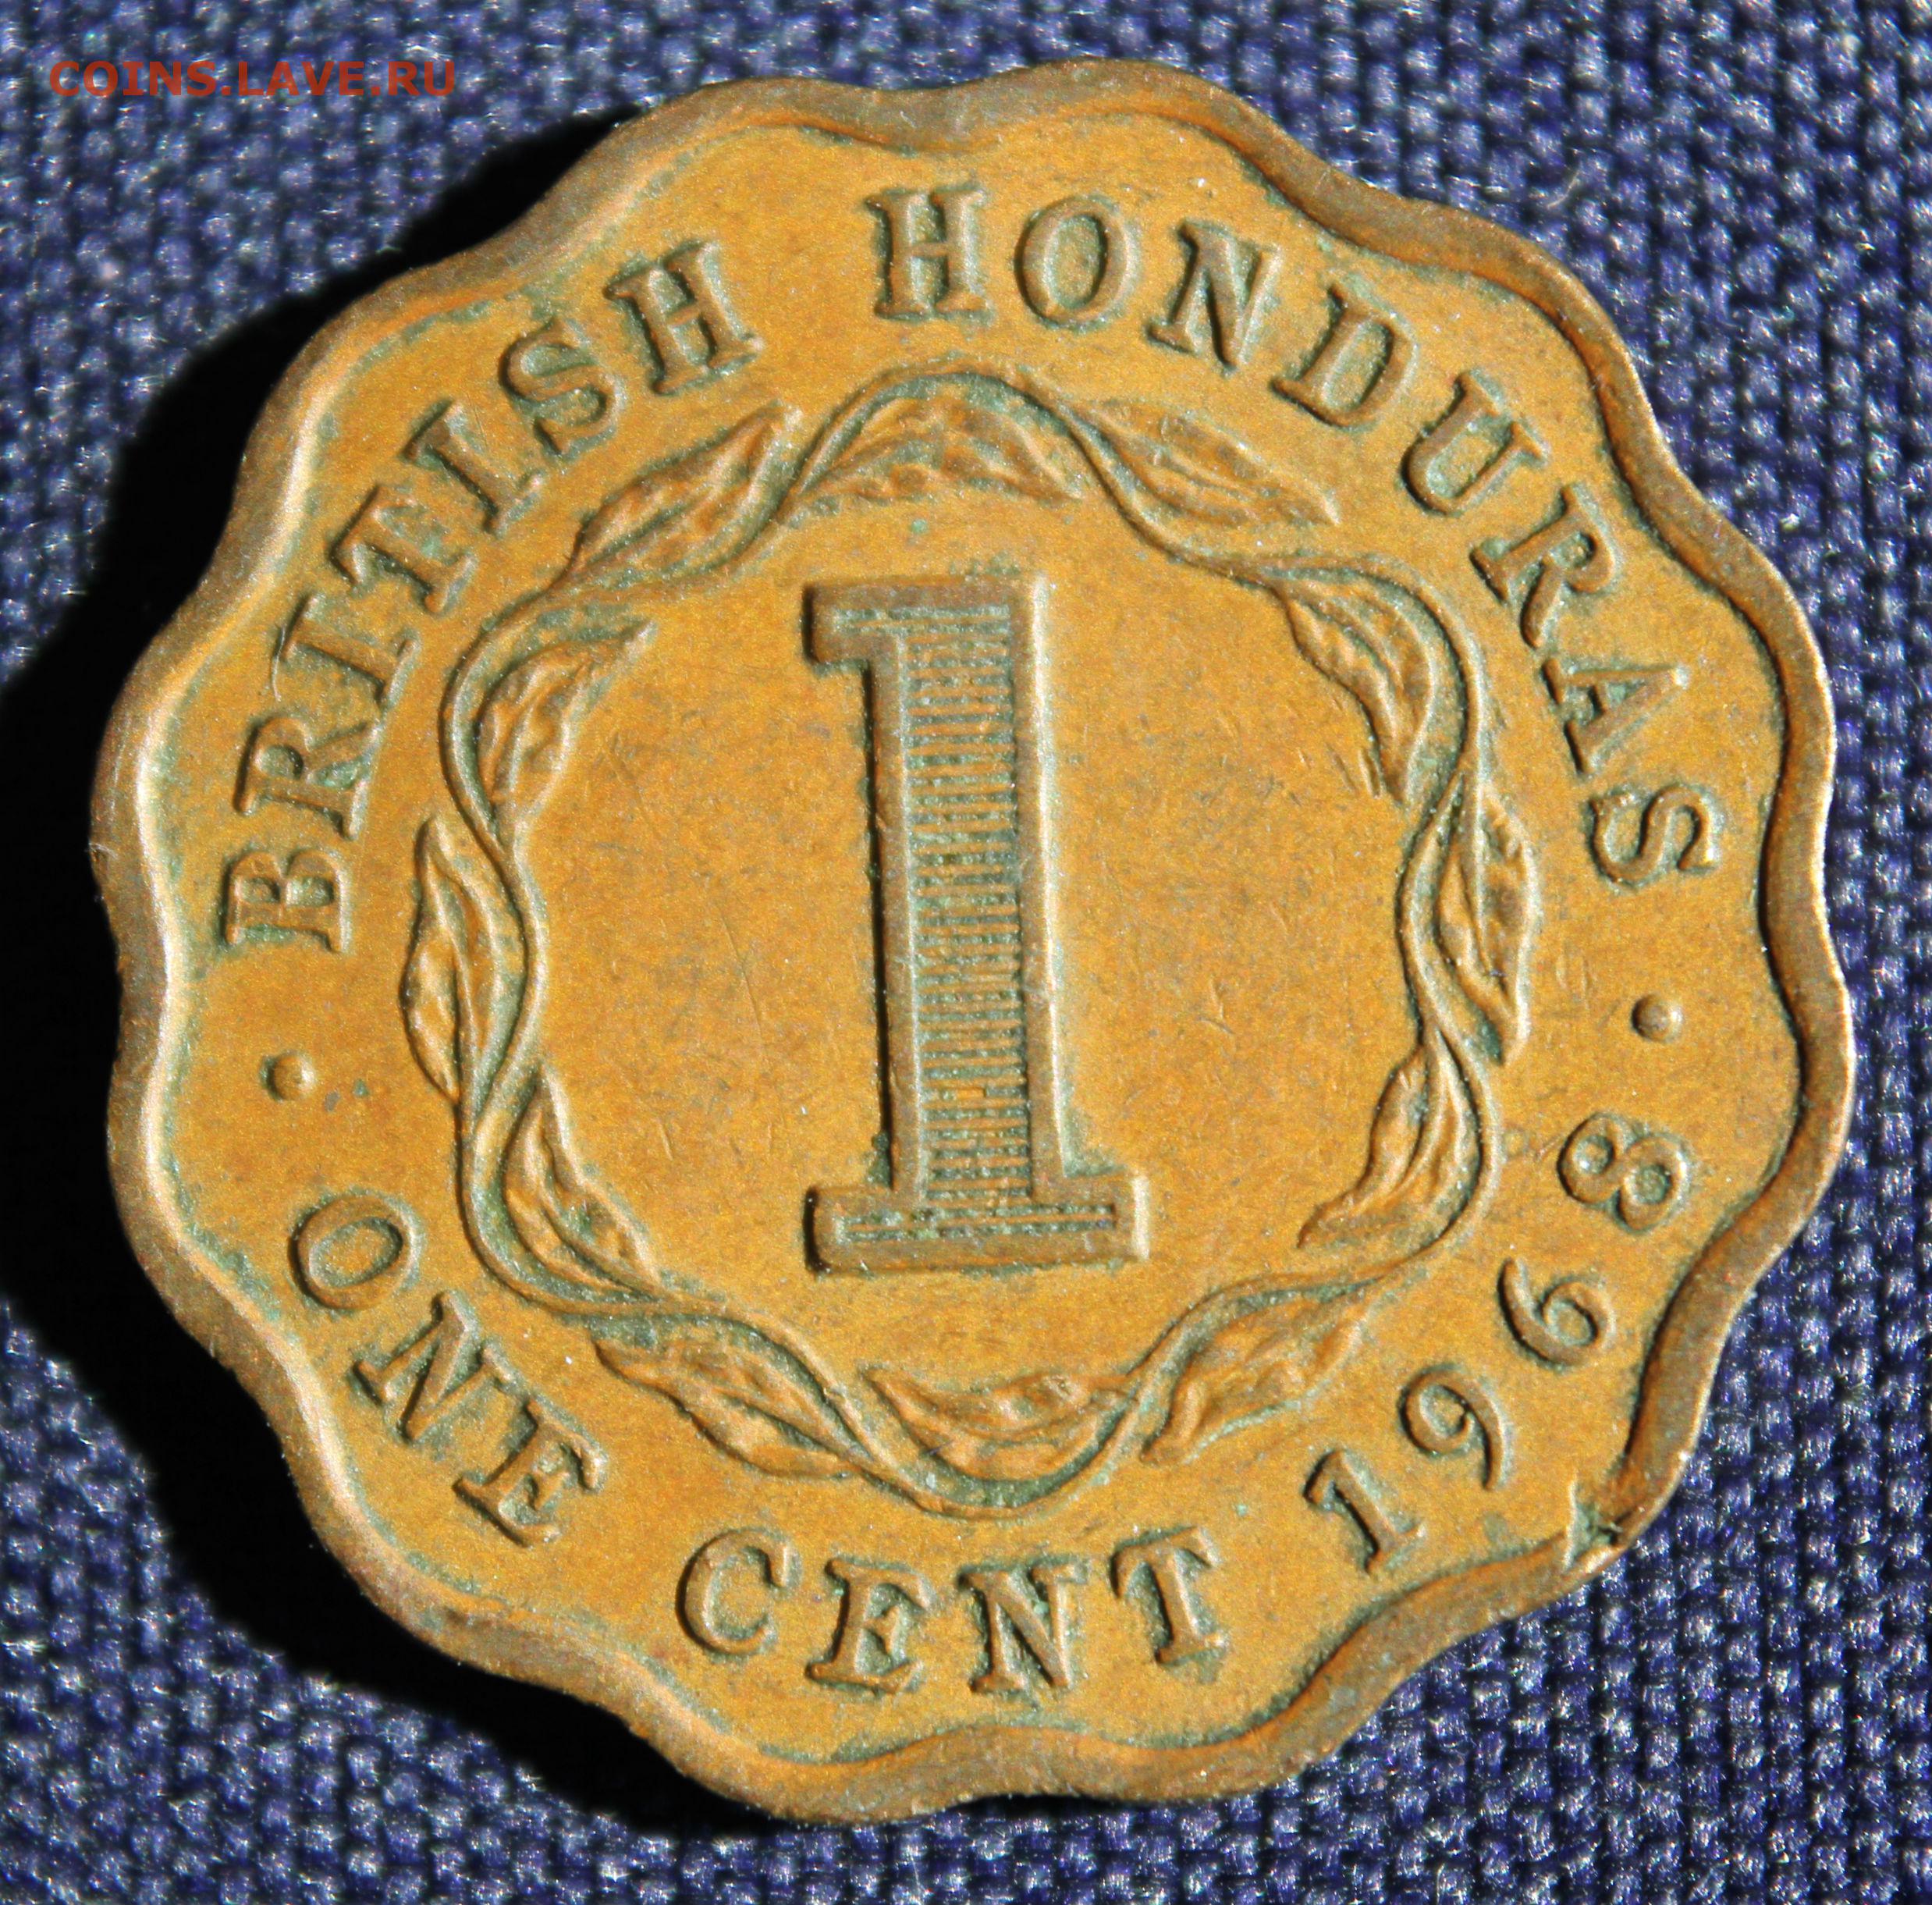 COINS.LAVE.RU
BRITISH HONDURAS
1
· ONE CENT 1968 ·